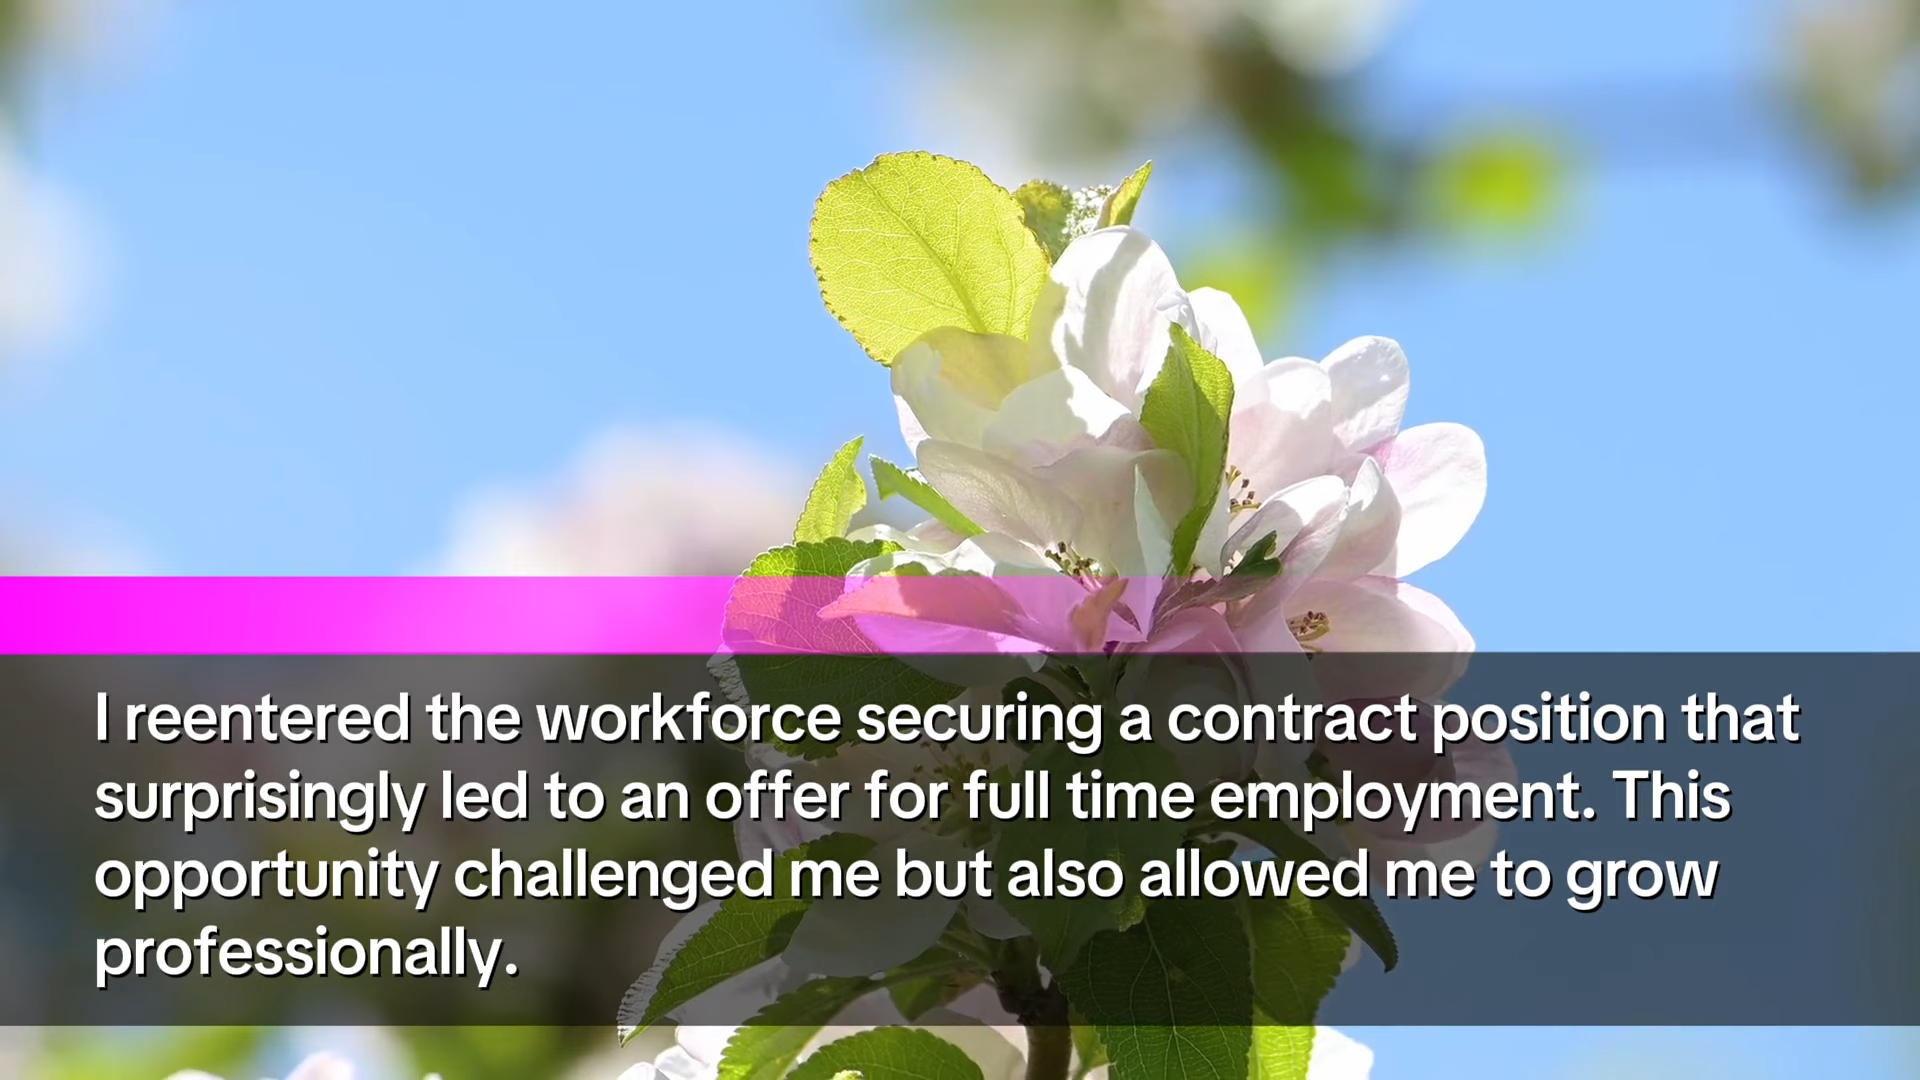 I reentered the workforce securing a contract position that
surprisingly led to an offer for full time employment. This
opportunity challenged me but also allowed me to grow
professionally.